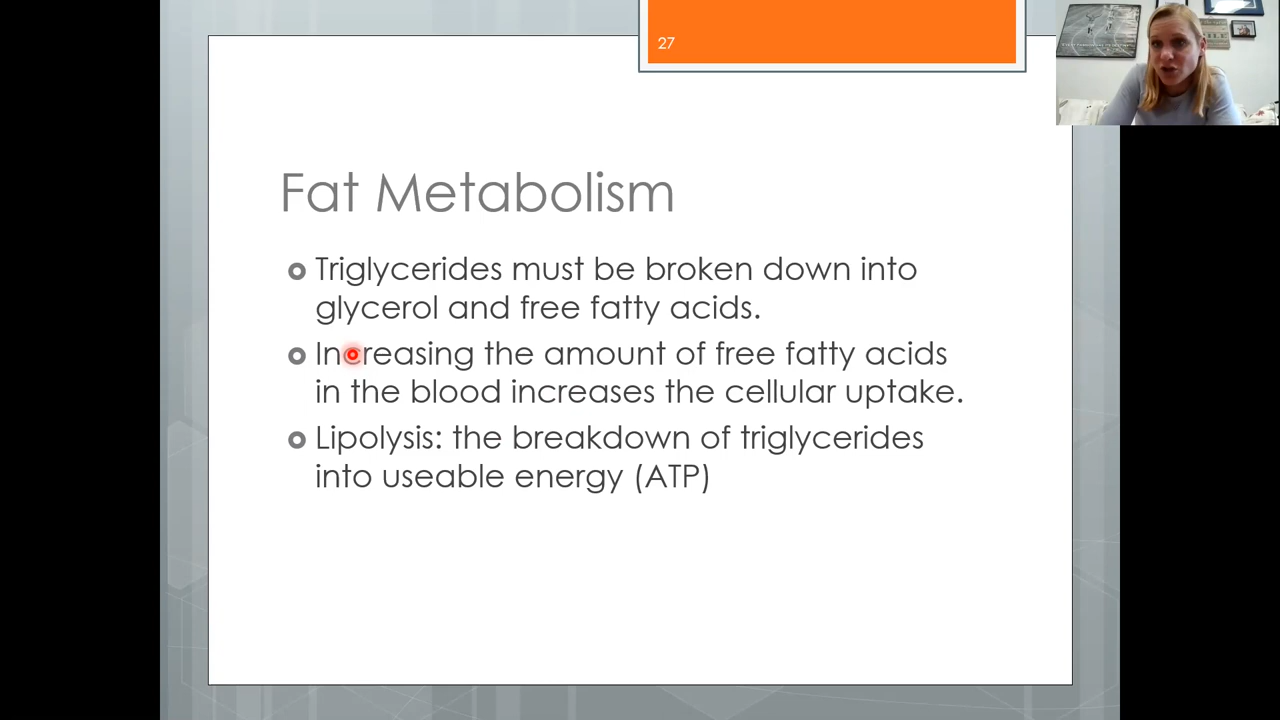 27
Fat Metabolism
Triglycerides must be broken down into
glycerol and free fatty acids.
Increasing the amount of free fatty acids
in the blood increases the cellular uptake.
Lipolysis: the breakdown of triglycerides
into useable energy (ATP)